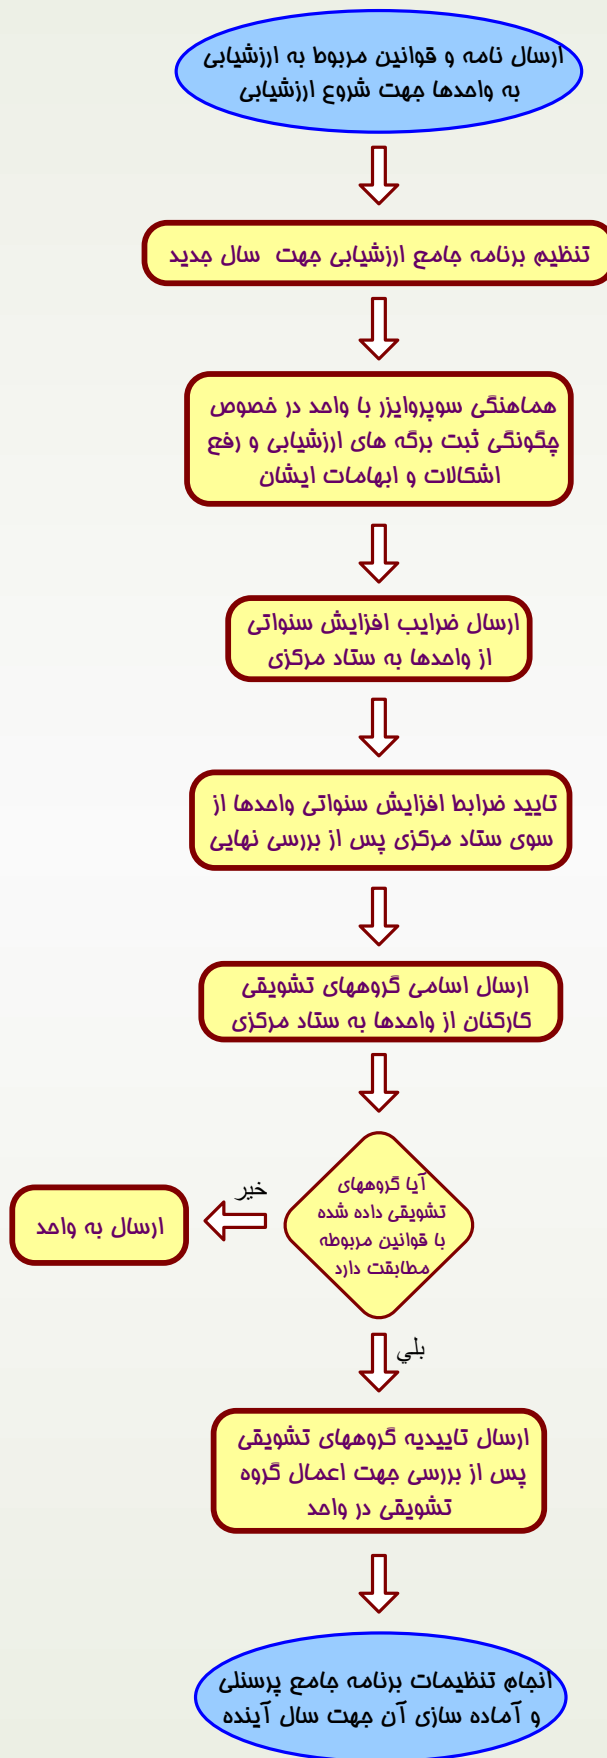 ارسال نامه و قوانین مربوط به ارزشیابی
به واحدها جهت شروع ارزشیابی
تنظیم برنامه جامع ارزشیابی جهت سال جدید
هماهنگی سوپروایزر با واحد در خصوص
چگونگی ثبت برگه های ارزشیابی و رفع
اشکالات و ابهامات ایشان
ارسال ضرایب افزایش سنواتی
از واحدها به ستاد مرکزی
تایید ضرابط افزایش سنواتی واحدها از
سوی ستاد مرکزی پس از بررسی نهایی
ارسال اسامی گروههای تشویقی
کارکنان از واحدها به ستاد مرکزی
آیا گروههای
تشویقی داده شده
با قوانین مربوطه
مطابقت دارد
خیر
ارسال به واحد
بلي
ارسال تاییدیه گروههای تشویقی
پس از بررسی جهت اعمال گروه
تشویقی در واحد
انجام تنظیمات برنامه جامع پرسنلی
و آماده سازی آن جهت سال آینده